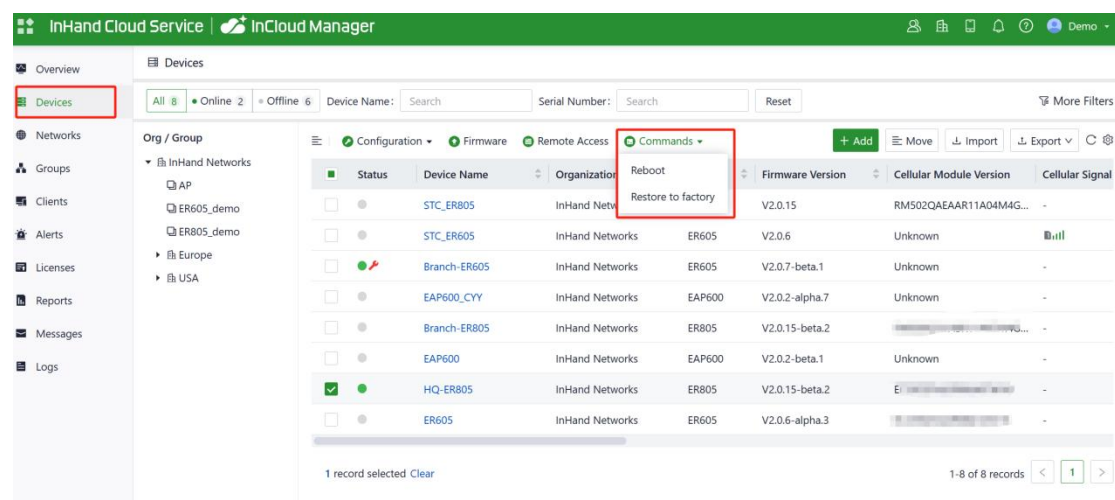 InHand Cloud Service | InCloud Manager Demo
Overview
Devices
Networks
Groups
Clients
Alerts
Licenses
Reports
Messages
Logs
Devices
All 8 Online 2 Offline 6 Device Name: Search Serial Number: Search Reset More Filters
Org / Group
InHand Networks
AP
ER605_demo
ER805_demo
Europe
USA
Configuration Firmware Remote Access Commands + Add Move Import Export
Reboot
Restore to factory
Status Device Name Organization Firmware Version Cellular Module Version Cellular Signal
STC_ER805 InHand Netw V2.0.15 RM502QAEAAR11A04M4G... -
STC_ER605 InHand Networks ER605 V2.0.6 Unknown
Branch-ER605 InHand Networks ER605 V2.0.7-beta.1 Unknown -
EAP600_CYY InHand Networks EAP600 V2.0.2-alpha.7 Unknown -
Branch-ER805 InHand Networks ER805 V2.0.15-beta.2 -
EAP600 InHand Networks EAP600 V2.0.2-beta.1 Unknown -
HQ-ER805 InHand Networks ER805 V2.0.15-beta.2 -
ER605 InHand Networks ER605 V2.0.6-alpha.3 -
1 record selected Clear 1-8 of 8 records < 1 >